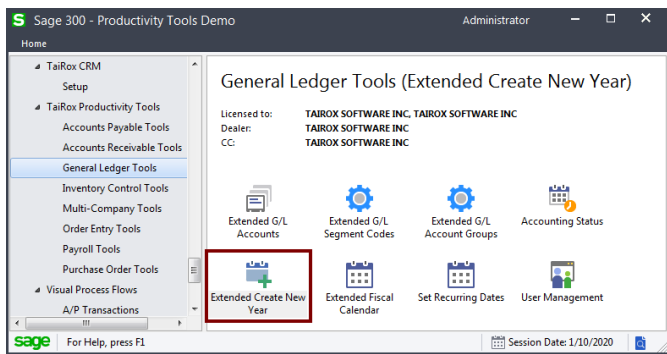 S Sage 300 - Productivity Tools Demo Administrator
Home
TaiRox CRM
Setup
TaiRox Productivity Tools
Accounts Payable Tools
Accounts Receivable Tools
General Ledger Tools
Inventory Control Tools
Multi-Company Tools
Order Entry Tools
Payroll Tools
Purchase Order Tools
Visual Process Flows
A/P Transactions
General Ledger Tools (Extended Create New Year)
Licensed to: TAIROX SOFTWARE INC, TAIROX SOFTWARE INC
Dealer: TAIROX SOFTWARE INC
CC: TAIROX SOFTWARE INC
Extended G/L
Accounts
Extended G/L
Segment Codes
Extended G/L
Account Groups
Accounting Status
Extended Create New
Year
Extended Fiscal
Calendar
Set Recurring Dates
User Management
sage For Help, press F1 Session Date: 1/10/2020